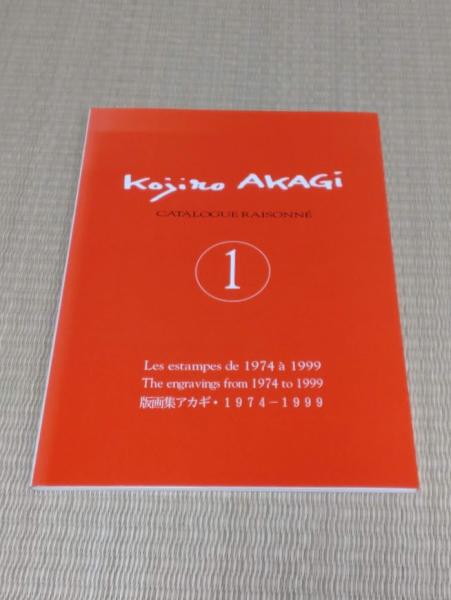 Kojiro AKAGi
CATALOGUE RAISONNÉ
1
Les estampes de 1974 à 1999
The engravings from 1974 to 1999
版画集アカギ・1974－1999